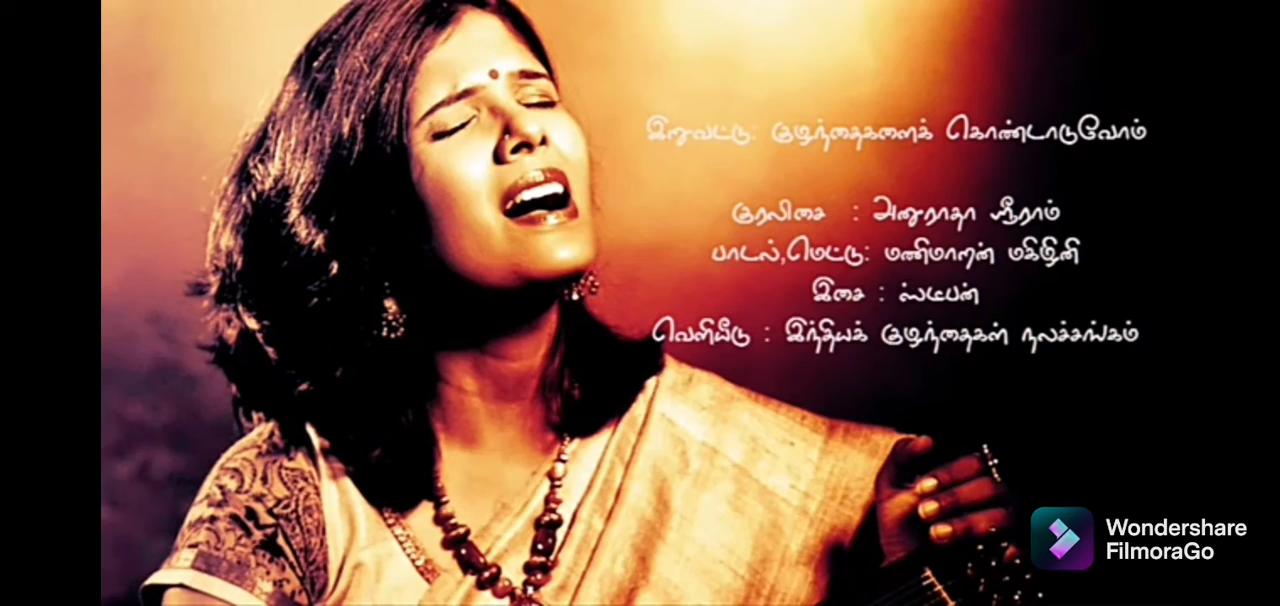 இறுவட்டு: குழந்தைகளைக் கொண்டாடுவோம்
குரலிசை : அனுராதா ஸ்ரீராம்
பாடல்,மெட்டு: மணிமாறன் மகிழினி
இசை : ஸ்டீபன்
வெளியீடு : இந்தியக் குழந்தைகள் நலச்சங்கம்
Wondershare
FilmoraGo